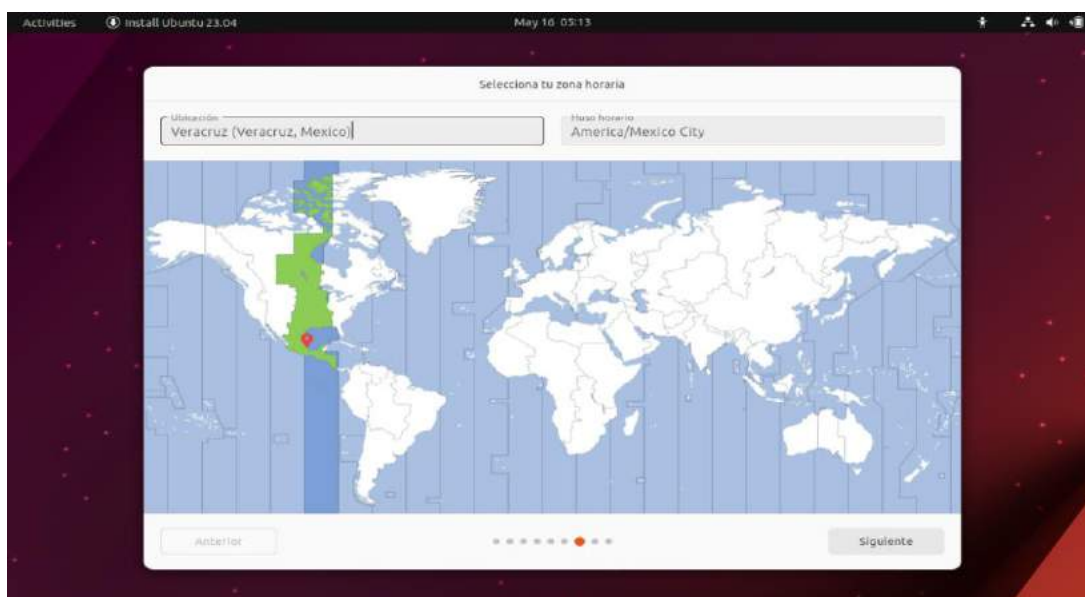 Activities Install Ubuntu 23.04 May 16 05:13
Selecciona tu zona horaria
Ubicación Huso horario
Veracruz (Veracruz, Mexico) America/Mexico City
Anterior Siguiente